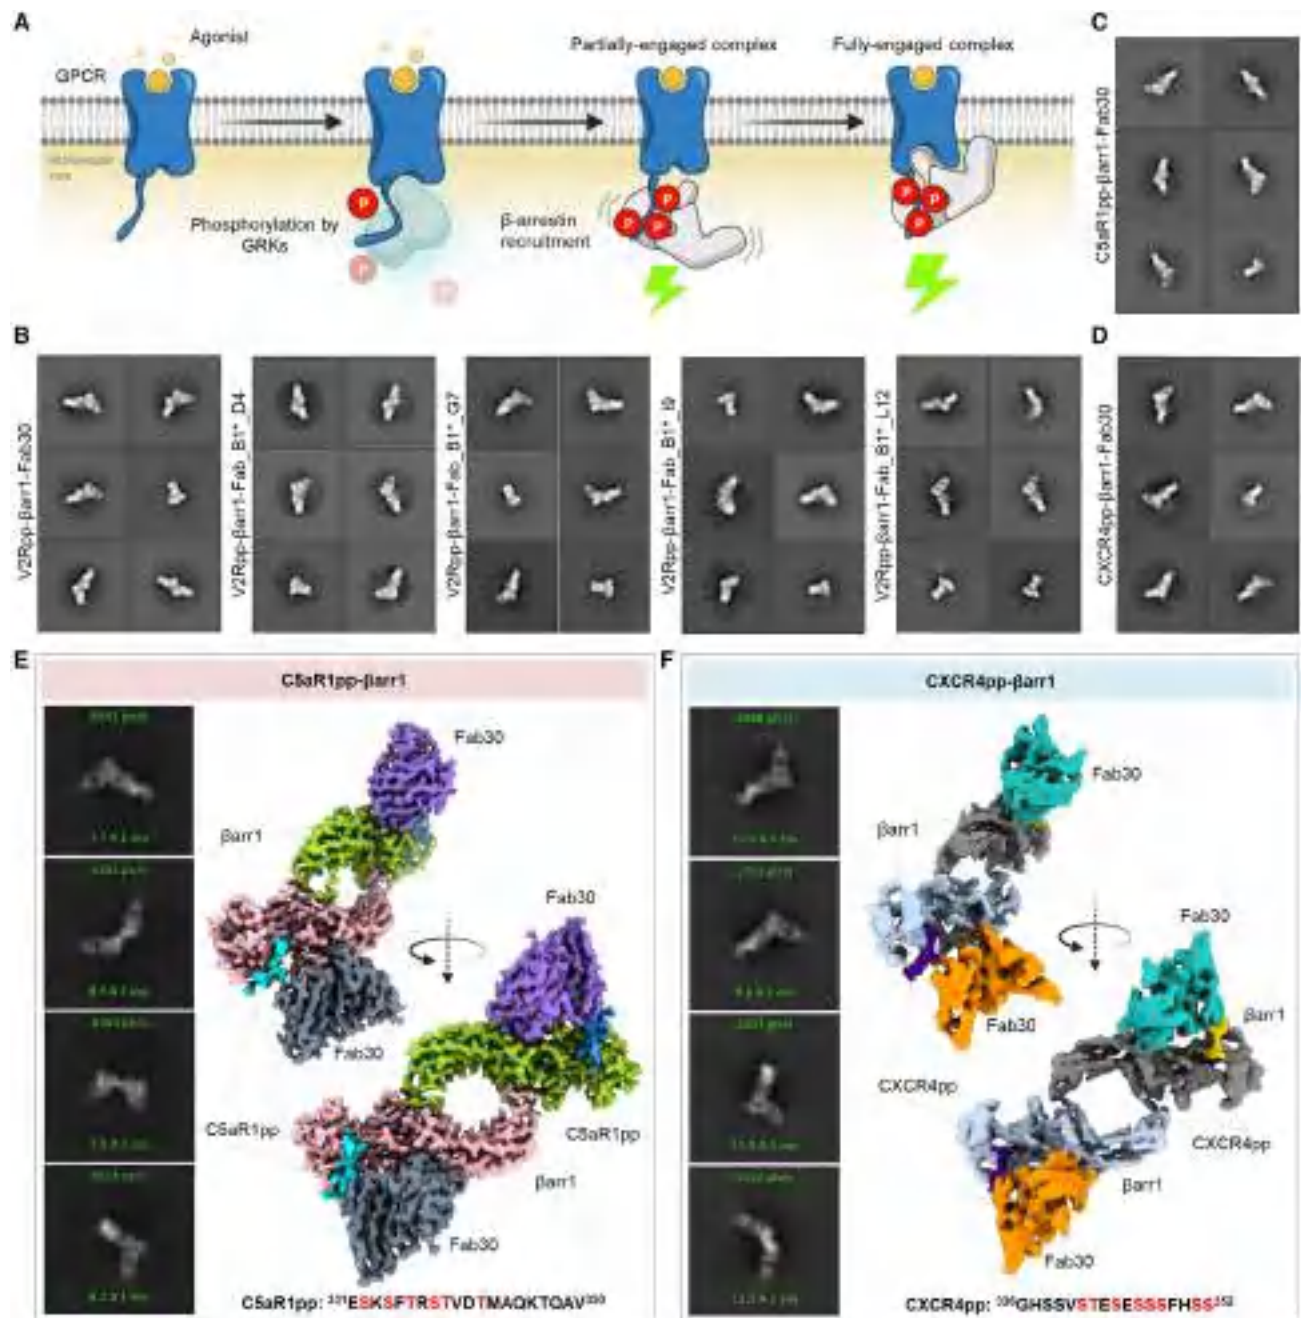 A
Agonist
GPCR
Phosphorylation by
GRKs
β-arrestin
recruitment
Partially-engaged complex
Fully-engaged complex
P
P
P
P
P
P
P
P
C
C5aR1pp-βarr1-Fab30
B
V2Rpp-βarr1-Fab30
V2Rpp-βarr1-Fab_B1*_D4
V2Rpp-βarr1-Fab_B1*_G7
V2Rpp-βarr1-Fab_B1*_I9
V2Rpp-βarr1-Fab_B1*_L12
D
CXCR4pp-βarr1-Fab30
E
C5aR1pp-βarr1
Fab30
βarr1
Fab30
Fab30
C5aR1pp
C5aR1pp
βarr1
Fab30
C5aR1pp: 331ESKSFTRSTVDTMAQKTQAV350
F
CXCR4pp-βarr1
Fab30
βarr1
Fab30
Fab30
βarr1
CXCR4pp
CXCR4pp
βarr1
Fab30
CXCR4pp: GHSSVSTESESSSFHSS352